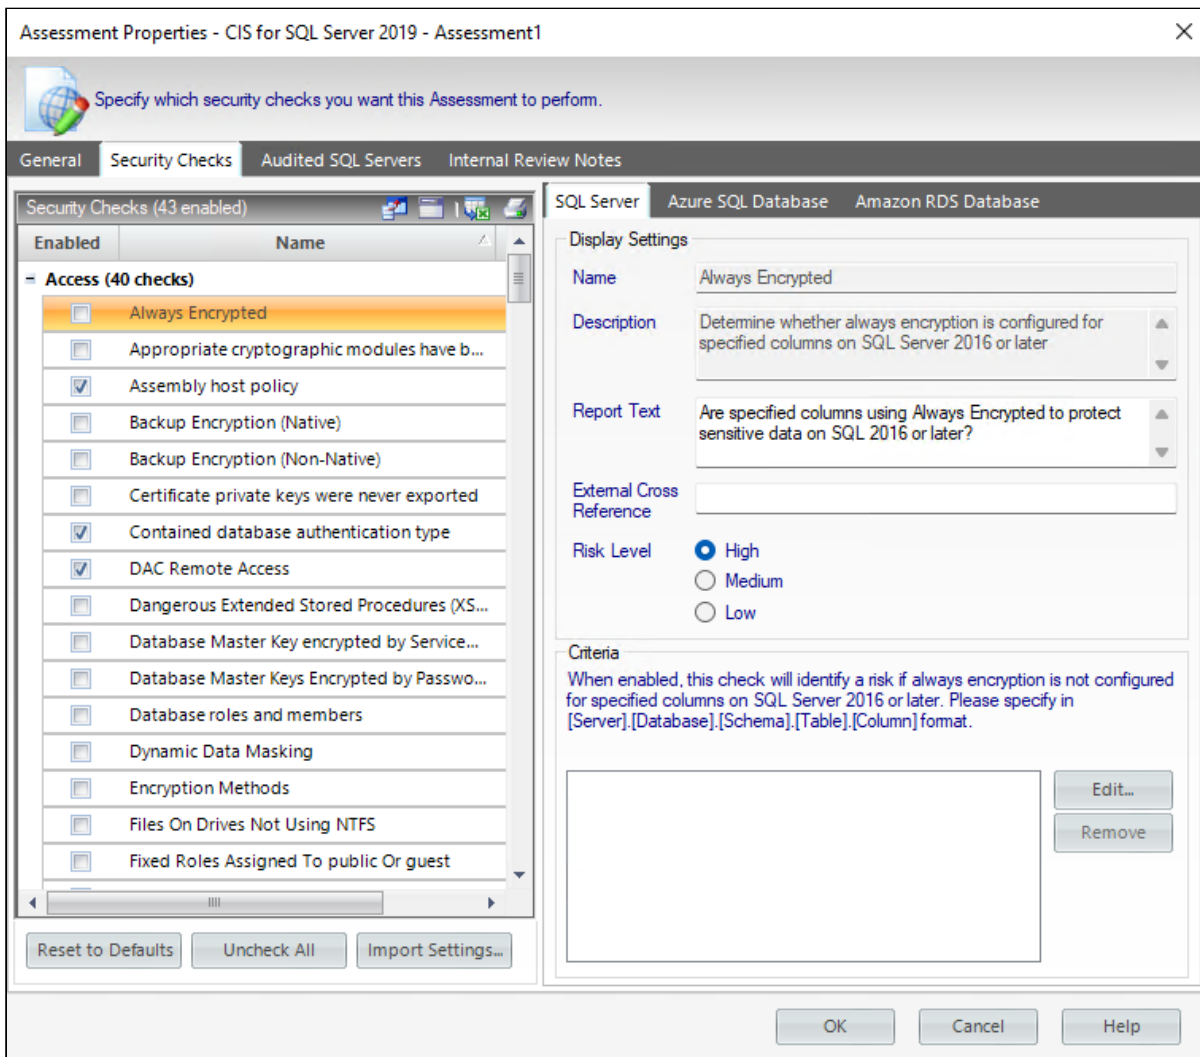 Assessment Properties - CIS for SQL Server 2019 - Assessment1
Specify which security checks you want this Assessment to perform.
General
Security Checks
Audited SQL Servers
Internal Review Notes
Security Checks (43 enabled)
Enabled
Name
Access (40 checks)
Always Encrypted
Appropriate cryptographic modules have b...
Assembly host policy
Backup Encryption (Native)
Backup Encryption (Non-Native)
Certificate private keys were never exported
Contained database authentication type
DAC Remote Access
Dangerous Extended Stored Procedures (XS...
Database Master Key encrypted by Service...
Database Master Keys Encrypted by Passwo...
Database roles and members
Dynamic Data Masking
Encryption Methods
Files On Drives Not Using NTFS
Fixed Roles Assigned To public Or guest
Reset to Defaults
Uncheck All
Import Settings...
SQL Server
Azure SQL Database
Amazon RDS Database
Display Settings
Name
Always Encrypted
Description
Determine whether always encryption is configured for
specified columns on SQL Server 2016 or later
Report Text
Are specified columns using Always Encrypted to protect
sensitive data on SQL 2016 or later?
External Cross
Reference
Risk Level
High
Medium
Low
Criteria
When enabled, this check will identify a risk if always encryption is not configured
for specified columns on SQL Server 2016 or later. Please specify in
[Server].[Database].[Schema].[Table].[Column] format.
Edit...
Remove
OK
Cancel
Help